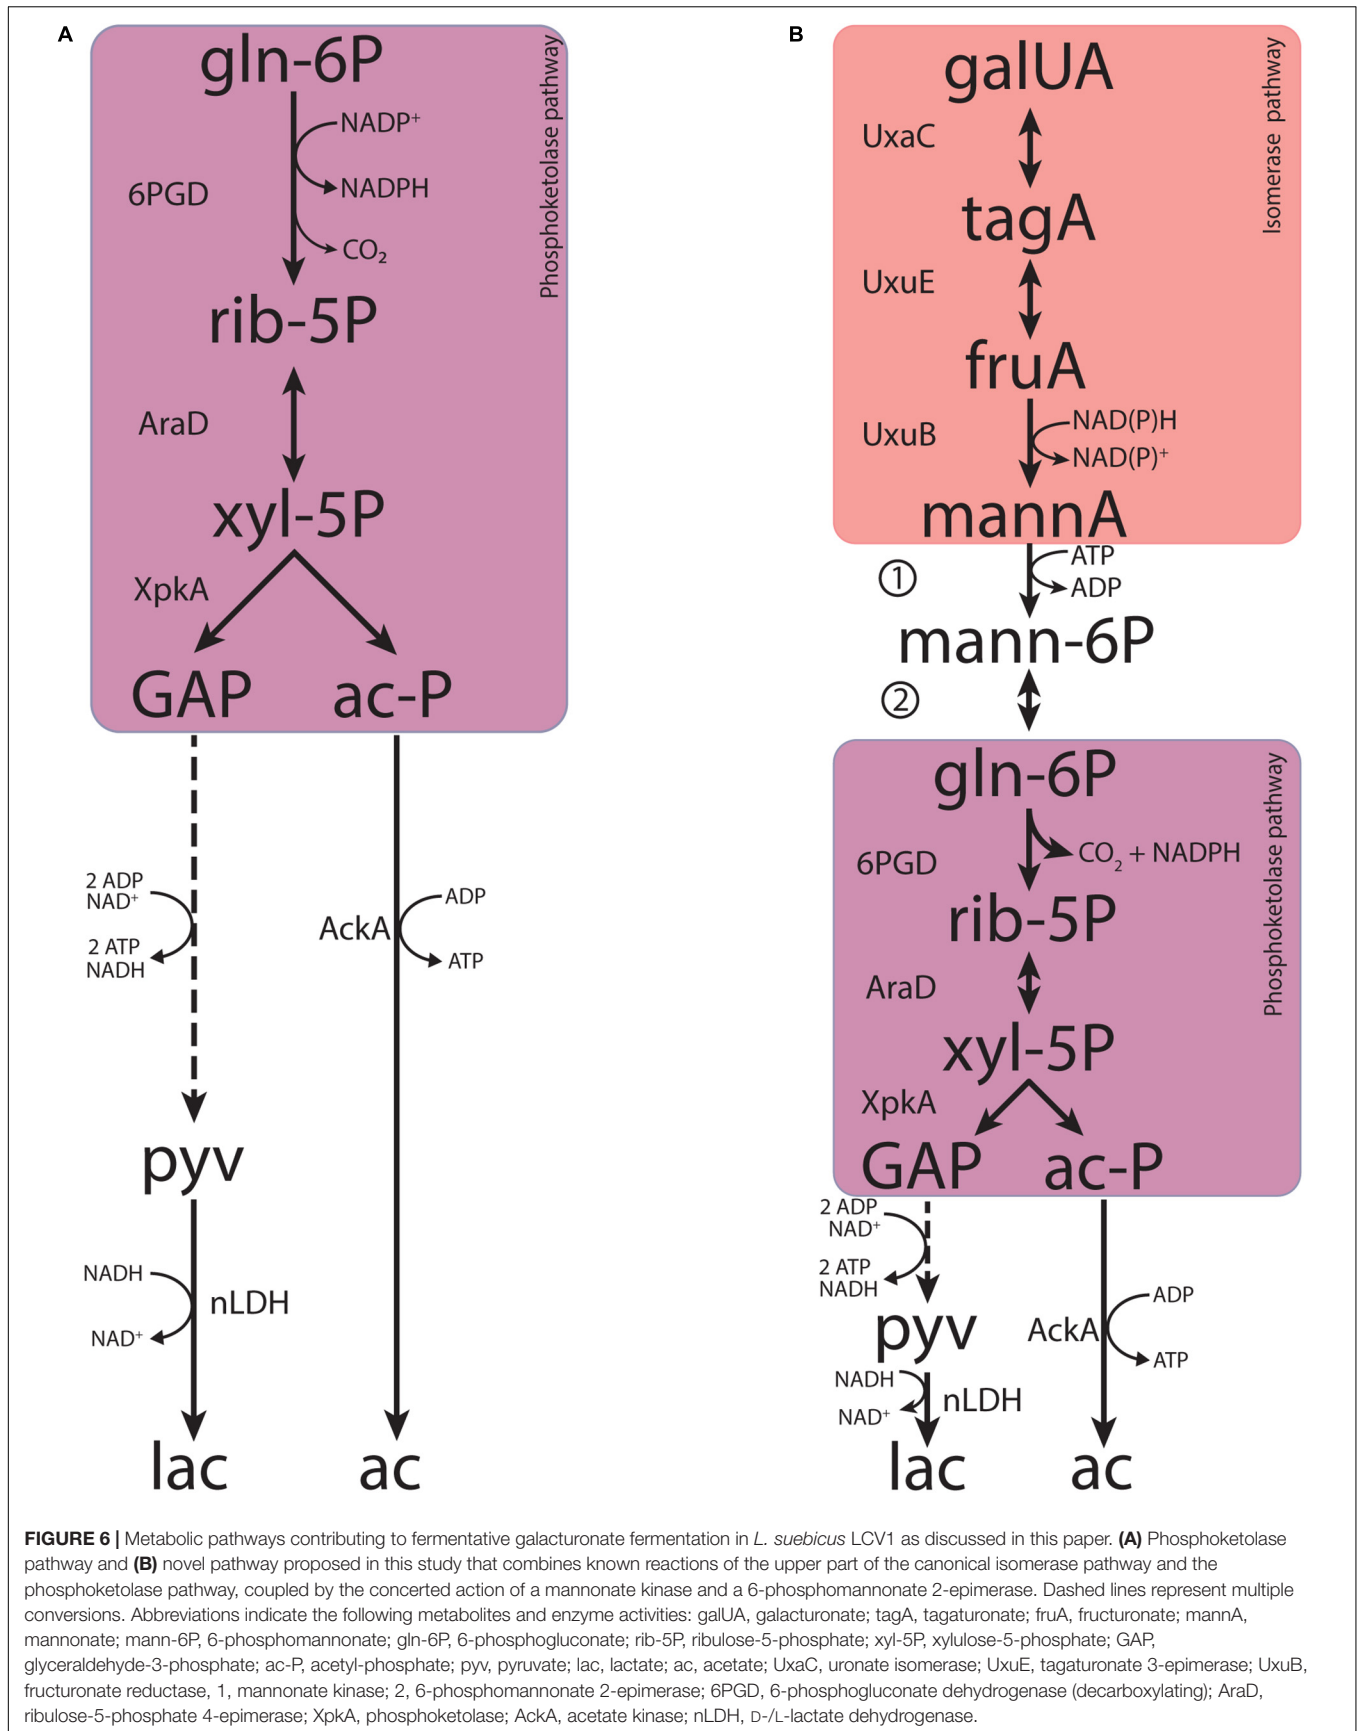 A
gln-6P
Phosphoketolase pathway
NADP⁺
6PGD
NADPH
CO₂
rib-5P
AraD
xyl-5P
XpkA
GAP
ac-P
2 ADP
NAD⁺
2 ATP
NADH
AckA
ADP
ATP
pyv
NADH
nLDH
NAD⁺
lac
ac
B
galUA
Isomerase pathway
UxaC
tagA
UxuE
fruA
UxuB
NAD(P)H
NAD(P)⁺
mannA
1
ATP
ADP
mann-6P
2
gln-6P
Phosphoketolase pathway
6PGD
CO₂ + NADPH
rib-5P
AraD
xyl-5P
XpkA
GAP
ac-P
2 ADP
NAD⁺
2 ATP
NADH
pyv
AckA
ADP
ATP
NADH
nLDH
NAD⁺
lac
ac
FIGURE 6 | Metabolic pathways contributing to fermentative galacturonate fermentation in L. suebicus LCV1 as discussed in this paper. (A) Phosphoketolase
pathway and (B) novel pathway proposed in this study that combines known reactions of the upper part of the canonical isomerase pathway and the
phosphoketolase pathway, coupled by the concerted action of a mannonate kinase and a 6-phosphomannonate 2-epimerase. Dashed lines represent multiple
conversions. Abbreviations indicate the following metabolites and enzyme activities: galUA, galacturonate; tagA, tagaturonate; fruA, fructuronate; mannA,
mannonate; mann-6P, 6-phosphomannonate; gln-6P, 6-phosphogluconate; rib-5P, ribulose-5-phosphate; xyl-5P, xylulose-5-phosphate; GAP,
glyceraldehyde-3-phosphate; ac-P, acetyl-phosphate; pyv, pyruvate; lac, lactate; ac, acetate; UxaC, uronate isomerase; UxuE, tagaturonate 3-epimerase; UxuB,
fructuronate reductase, 1, mannonate kinase; 2, 6-phosphomannonate 2-epimerase; 6PGD, 6-phosphogluconate dehydrogenase (decarboxylating); AraD,
ribulose-5-phosphate 4-epimerase; XpkA, phosphoketolase; AckA, acetate kinase; nLDH, D-/L-lactate dehydrogenase.